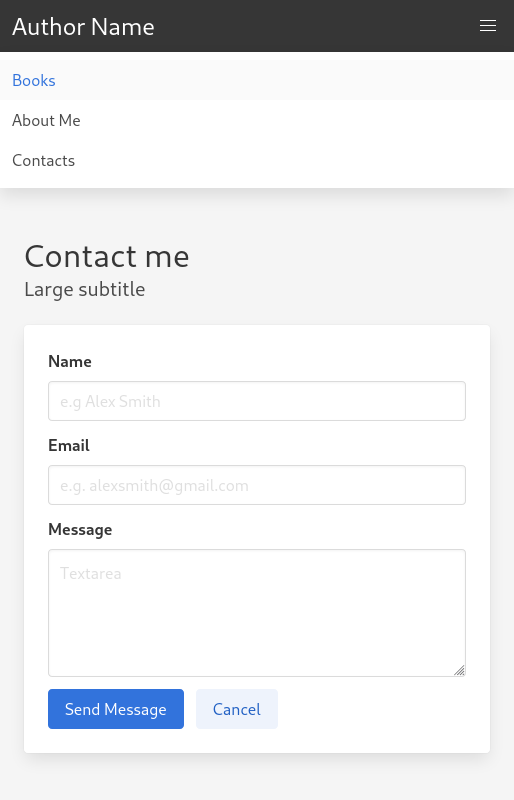 Author Name
Books
About Me
Contacts
Contact me
Large subtitle
Name
e.g Alex Smith
Email
e.g. alexsmith@gmail.com
Message
Textarea
Send Message Cancel